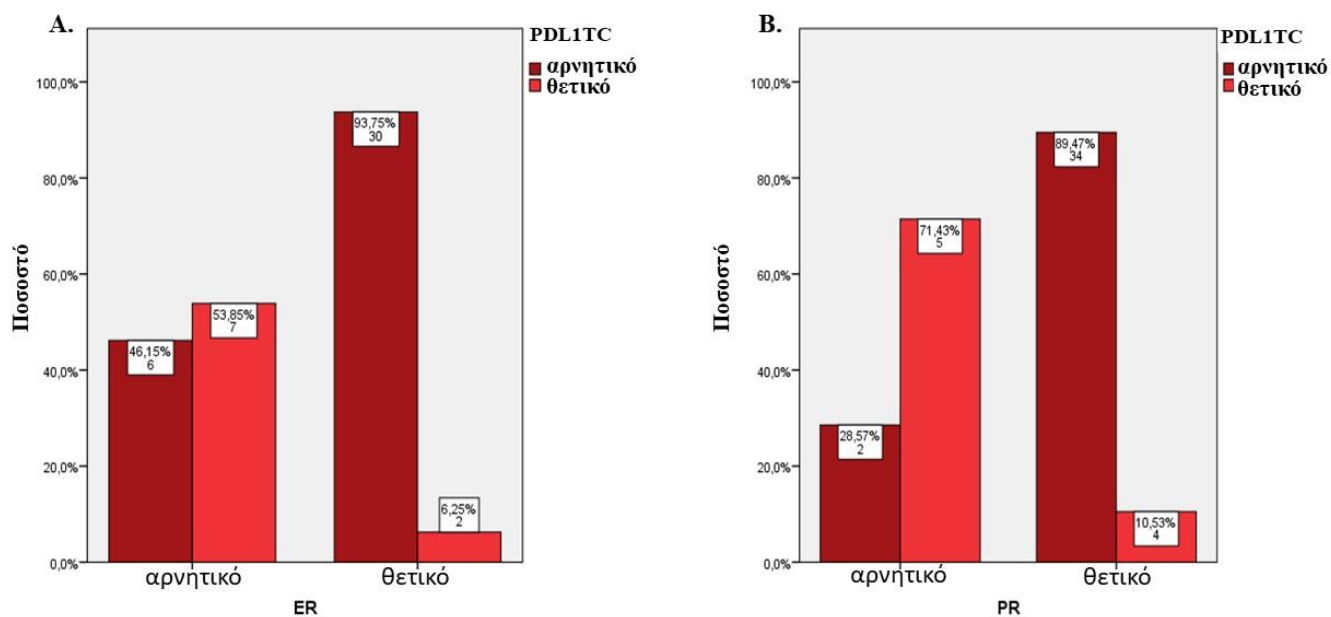 A.
PDL1TC
αρνητικό
θετικό
100,0%
80,0%
60,0%
40,0%
20,0%
0,0%
Ποσοστό
46,15%
6
53,85%
7
93,75%
30
6,25%
2
αρνητικό
θετικό
ER
B.
PDL1TC
αρνητικό
θετικό
100,0%
80,0%
60,0%
40,0%
20,0%
0,0%
Ποσοστό
28,57%
2
71,43%
5
89,47%
34
10,53%
4
αρνητικό
θετικό
PR